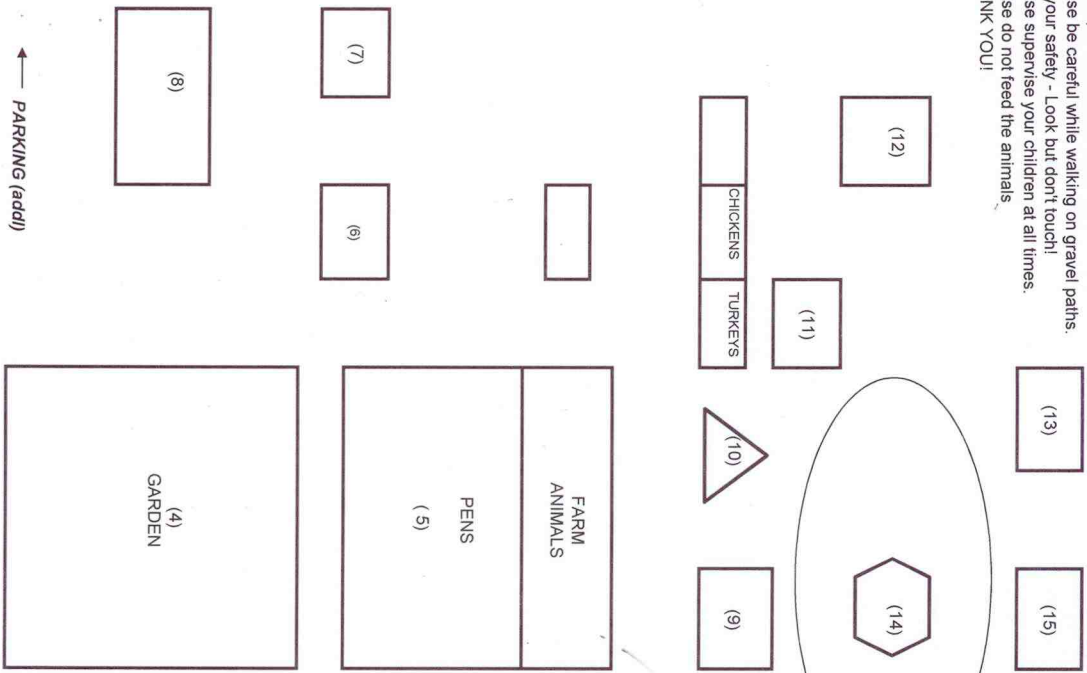 se be careful while walking on gravel paths.
your safety - Look but don't touch!
se supervise your children at all times.
se do not feed the animals
NK YOU!
(13)
(15)
(12)
(14)
(11)
CHICKENS
TURKEYS
(10)
(9)
FARM
ANIMALS
PENS
( 5)
(7)
(6)
(8)
(4)
GARDEN
PARKING (addl)